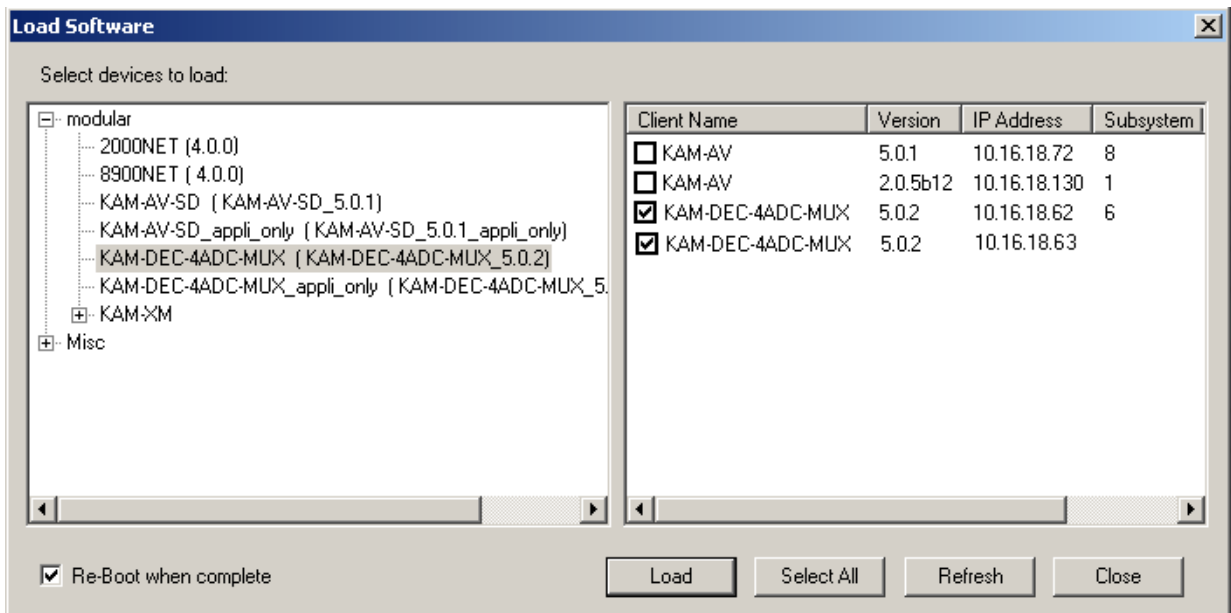 Load Software
Select devices to load:
modular
2000NET (4.0.0)
8900NET ( 4.0.0)
KAM-AV-SD ( KAM-AV-SD_5.0.1)
KAM-AV-SD_appli_only ( KAM-AV-SD_5.0.1_appli_only)
KAM-DEC-4ADC-MUX ( KAM-DEC-4ADC-MUX_5.0.2)
KAM-DEC-4ADC-MUX_appli_only ( KAM-DEC-4ADC-MUX_5.
KAM-XM
Misc
Client Name Version IP Address Subsystem
KAM-AV 5.0.1 10.16.18.72 8
KAM-AV 2.0.5b12 10.16.18.130 1
KAM-DEC-4ADC-MUX 5.0.2 10.16.18.62 6
KAM-DEC-4ADC-MUX 5.0.2 10.16.18.63
Re-Boot when complete
Load Select All Refresh Close